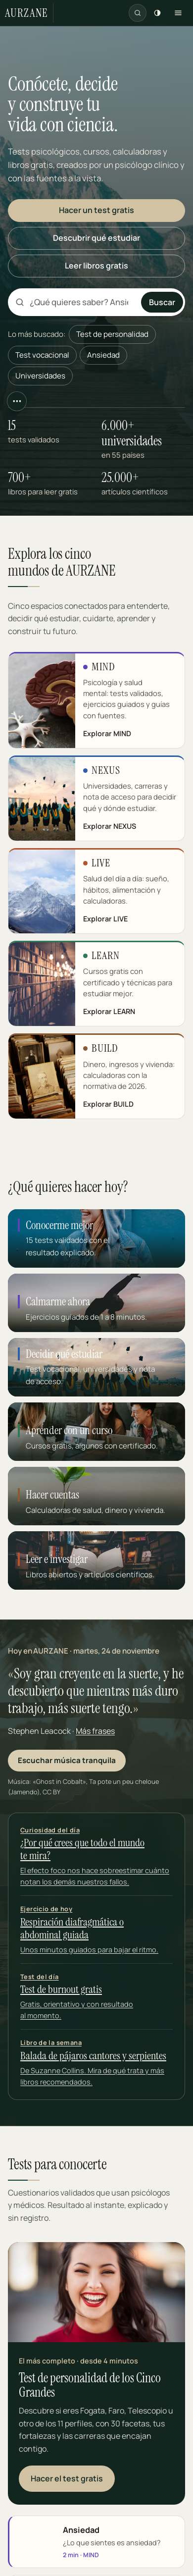 AURZANE
Conócete, decide
y construye tu
vida con ciencia.
Tests psicológicos, cursos, calculadoras y
libros gratis, creados por un psicólogo clínico y
con las fuentes a la vista.
Hacer un test gratis
Descubrir qué estudiar
Leer libros gratis
¿Qué quieres saber? Ansie
Buscar
Lo más buscado:
Test de personalidad
Test vocacional
Ansiedad
Universidades
15
tests validados
6.000+
universidades
en 55 países
700+
libros para leer gratis
25.000+
artículos científicos
Explora los cinco
mundos de AURZANE
Cinco espacios conectados para entenderte,
decidir qué estudiar, cuidarte, aprender y
construir tu futuro.
MIND
Psicología y salud
mental: tests validados,
ejercicios guiados y guías
con fuentes.
Explorar MIND
NEXUS
Universidades, carreras y
nota de acceso para decidir
qué y dónde estudiar.
Explorar NEXUS
LIVE
Salud del día a día: sueño,
hábitos, alimentación y
calculadoras.
Explorar LIVE
LEARN
Cursos gratis con
certificado y técnicas para
estudiar mejor.
Explorar LEARN
BUILD
Dinero, ingresos y vivienda:
calculadoras con la
normativa de 2026.
Explorar BUILD
¿Qué quieres hacer hoy?
Conocerme mejor
15 tests validados con el
resultado explicado.
Calmarme ahora
Ejercicios guiados de 1 a 8 minutos.
Decidir qué estudiar
Test vocacional, universidades y nota
de acceso.
Aprender con un curso
Cursos gratis, algunos con certificado.
Hacer cuentas
Calculadoras de salud, dinero y vivienda.
Leer e investigar
Libros abiertos y artículos científicos.
Hoy en AURZANE · martes, 24 de noviembre
«Soy gran creyente en la suerte, y he
descubierto que mientras más duro
trabajo, más suerte tengo.»
Stephen Leacock · Más frases
Escuchar música tranquila
Música: «Ghost in Cobalt», Ta pote un peu cheloue
(Jamendo), CC BY
Curiosidad del día
¿Por qué crees que todo el mundo
te mira?
El efecto foco nos hace sobreestimar cuánto
notan los demás nuestros fallos.
Ejercicio de hoy
Respiración diafragmática o
abdominal guiada
Unos minutos guiados para bajar el ritmo.
Test del día
Test de burnout gratis
Gratis, orientativo y con resultado
al momento.
Libro de la semana
Balada de pájaros cantores y serpientes
De Suzanne Collins. Mira de qué trata y más
libros recomendados.
Tests para conocerte
Cuestionarios validados que usan psicólogos
y médicos. Resultado al instante, explicado y
sin registro.
El más completo · desde 4 minutos
Test de personalidad de los Cinco
Grandes
Descubre si eres Fogata, Faro, Telescopio u
otro de los 11 perfiles, con 30 facetas, tus
fortalezas y las carreras que encajan
contigo.
Hacer el test gratis
Ansiedad
¿Lo que sientes es ansiedad?
2 min · MIND